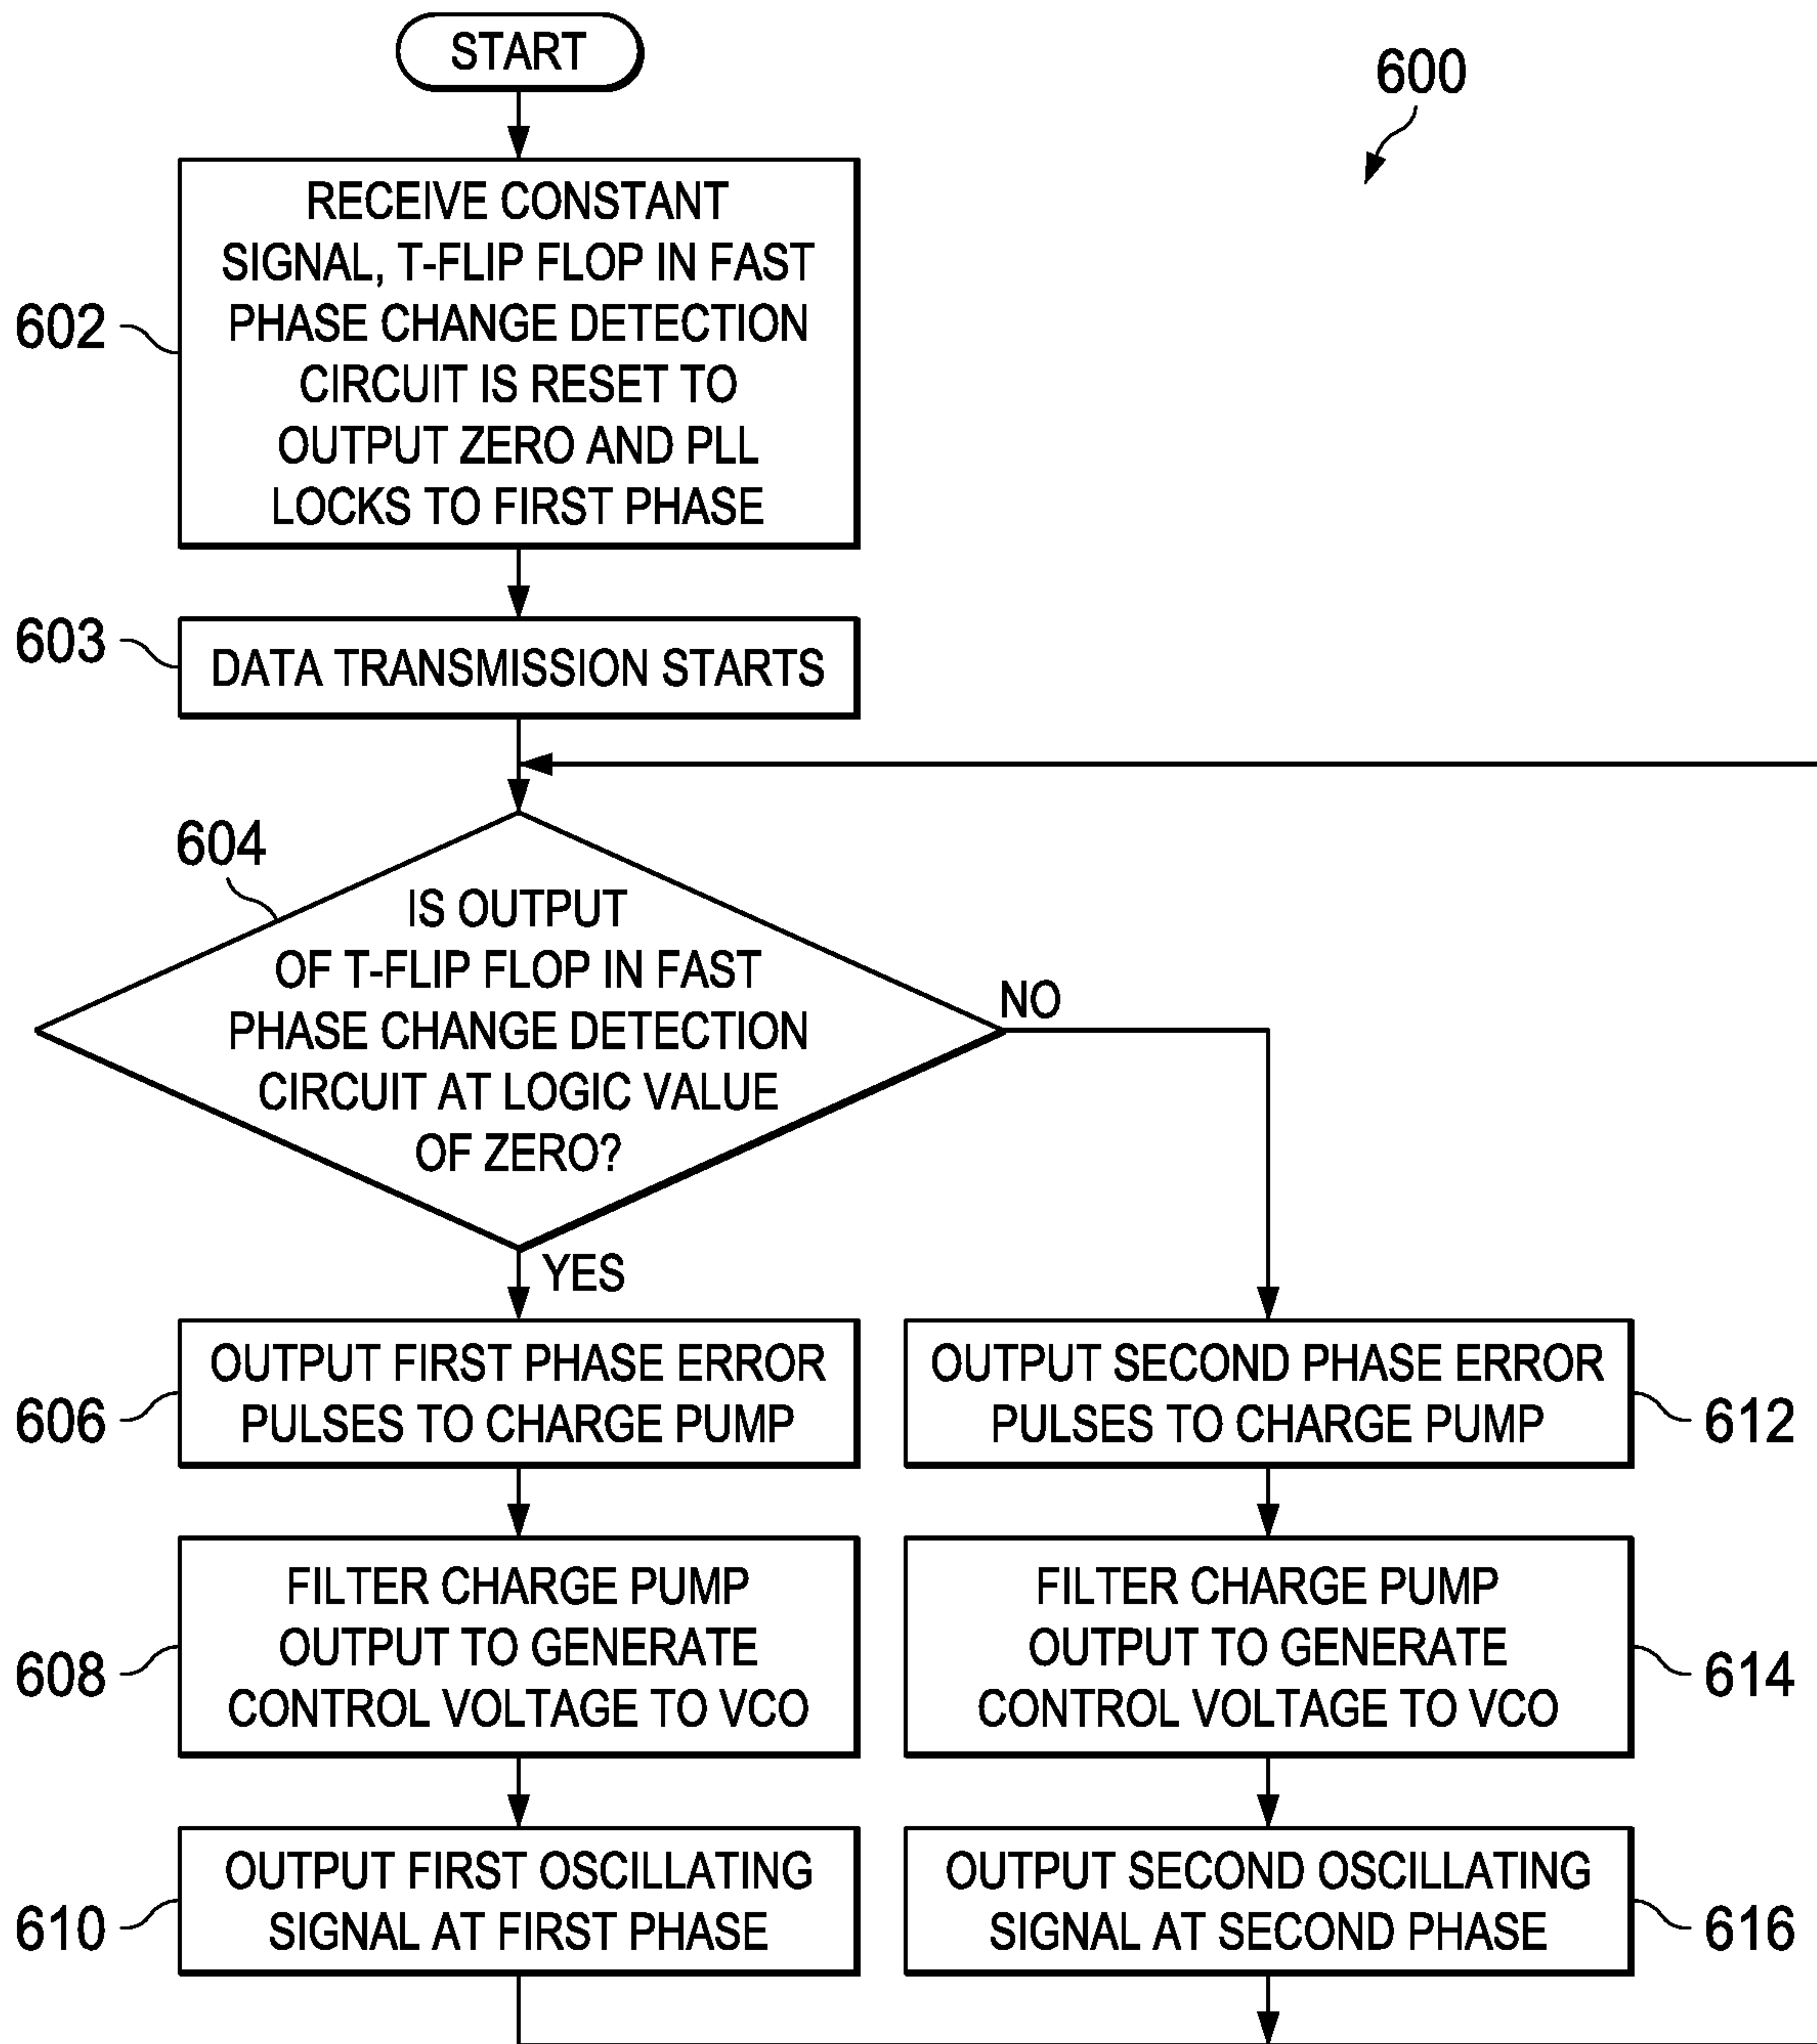 START
600
RECEIVE CONSTANT
SIGNAL, T-FLIP FLOP IN FAST
PHASE CHANGE DETECTION
CIRCUIT IS RESET TO
OUTPUT ZERO AND PLL
LOCKS TO FIRST PHASE
602
603
DATA TRANSMISSION STARTS
604
IS OUTPUT
OF T-FLIP FLOP IN FAST
PHASE CHANGE DETECTION
CIRCUIT AT LOGIC VALUE
OF ZERO?
NO
YES
OUTPUT FIRST PHASE ERROR
PULSES TO CHARGE PUMP
606
OUTPUT SECOND PHASE ERROR
PULSES TO CHARGE PUMP
612
FILTER CHARGE PUMP
OUTPUT TO GENERATE
CONTROL VOLTAGE TO VCO
608
FILTER CHARGE PUMP
OUTPUT TO GENERATE
CONTROL VOLTAGE TO VCO
614
OUTPUT FIRST OSCILLATING
SIGNAL AT FIRST PHASE
610
OUTPUT SECOND OSCILLATING
SIGNAL AT SECOND PHASE
616